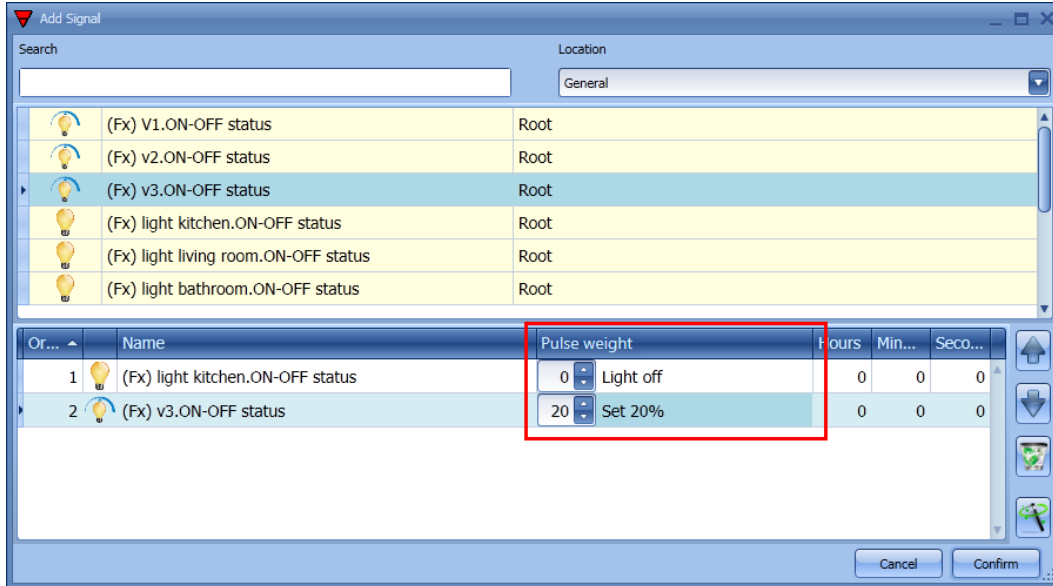 Add Signal
Search Location
General
(Fx) V1.ON-OFF status Root
(Fx) v2.ON-OFF status Root
(Fx) v3.ON-OFF status Root
(Fx) light kitchen.ON-OFF status Root
(Fx) light living room.ON-OFF status Root
(Fx) light bathroom.ON-OFF status Root
Or... Name Pulse weight Hours Min... Seco...
1 (Fx) light kitchen.ON-OFF status 0 Light off 0 0 0
2 (Fx) v3.ON-OFF status 20 Set 20% 0 0 0
Cancel Confirm